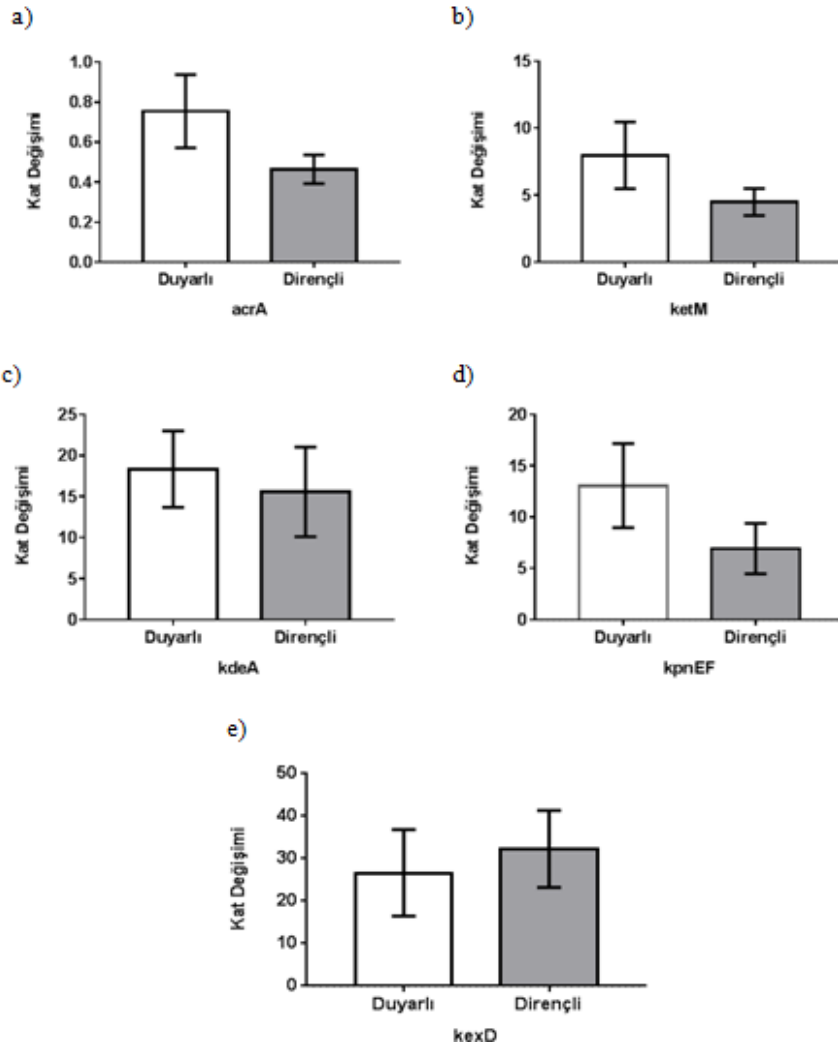 a)
Kat Değişimi
1.0
0.8
0.6
0.4
0.2
0.0
Duyarlı Dirençli
acrA
b)
Kat Değişimi
15
10
5
0
Duyarlı Dirençli
ketM
c)
Kat Değişimi
25
20
15
10
5
0
Duyarlı Dirençli
kdeA
d)
Kat Değişimi
20
15
10
5
0
Duyarlı Dirençli
kpnEF
e)
Kat Değişimi
50
40
30
20
10
0
Duyarlı Dirençli
kexD